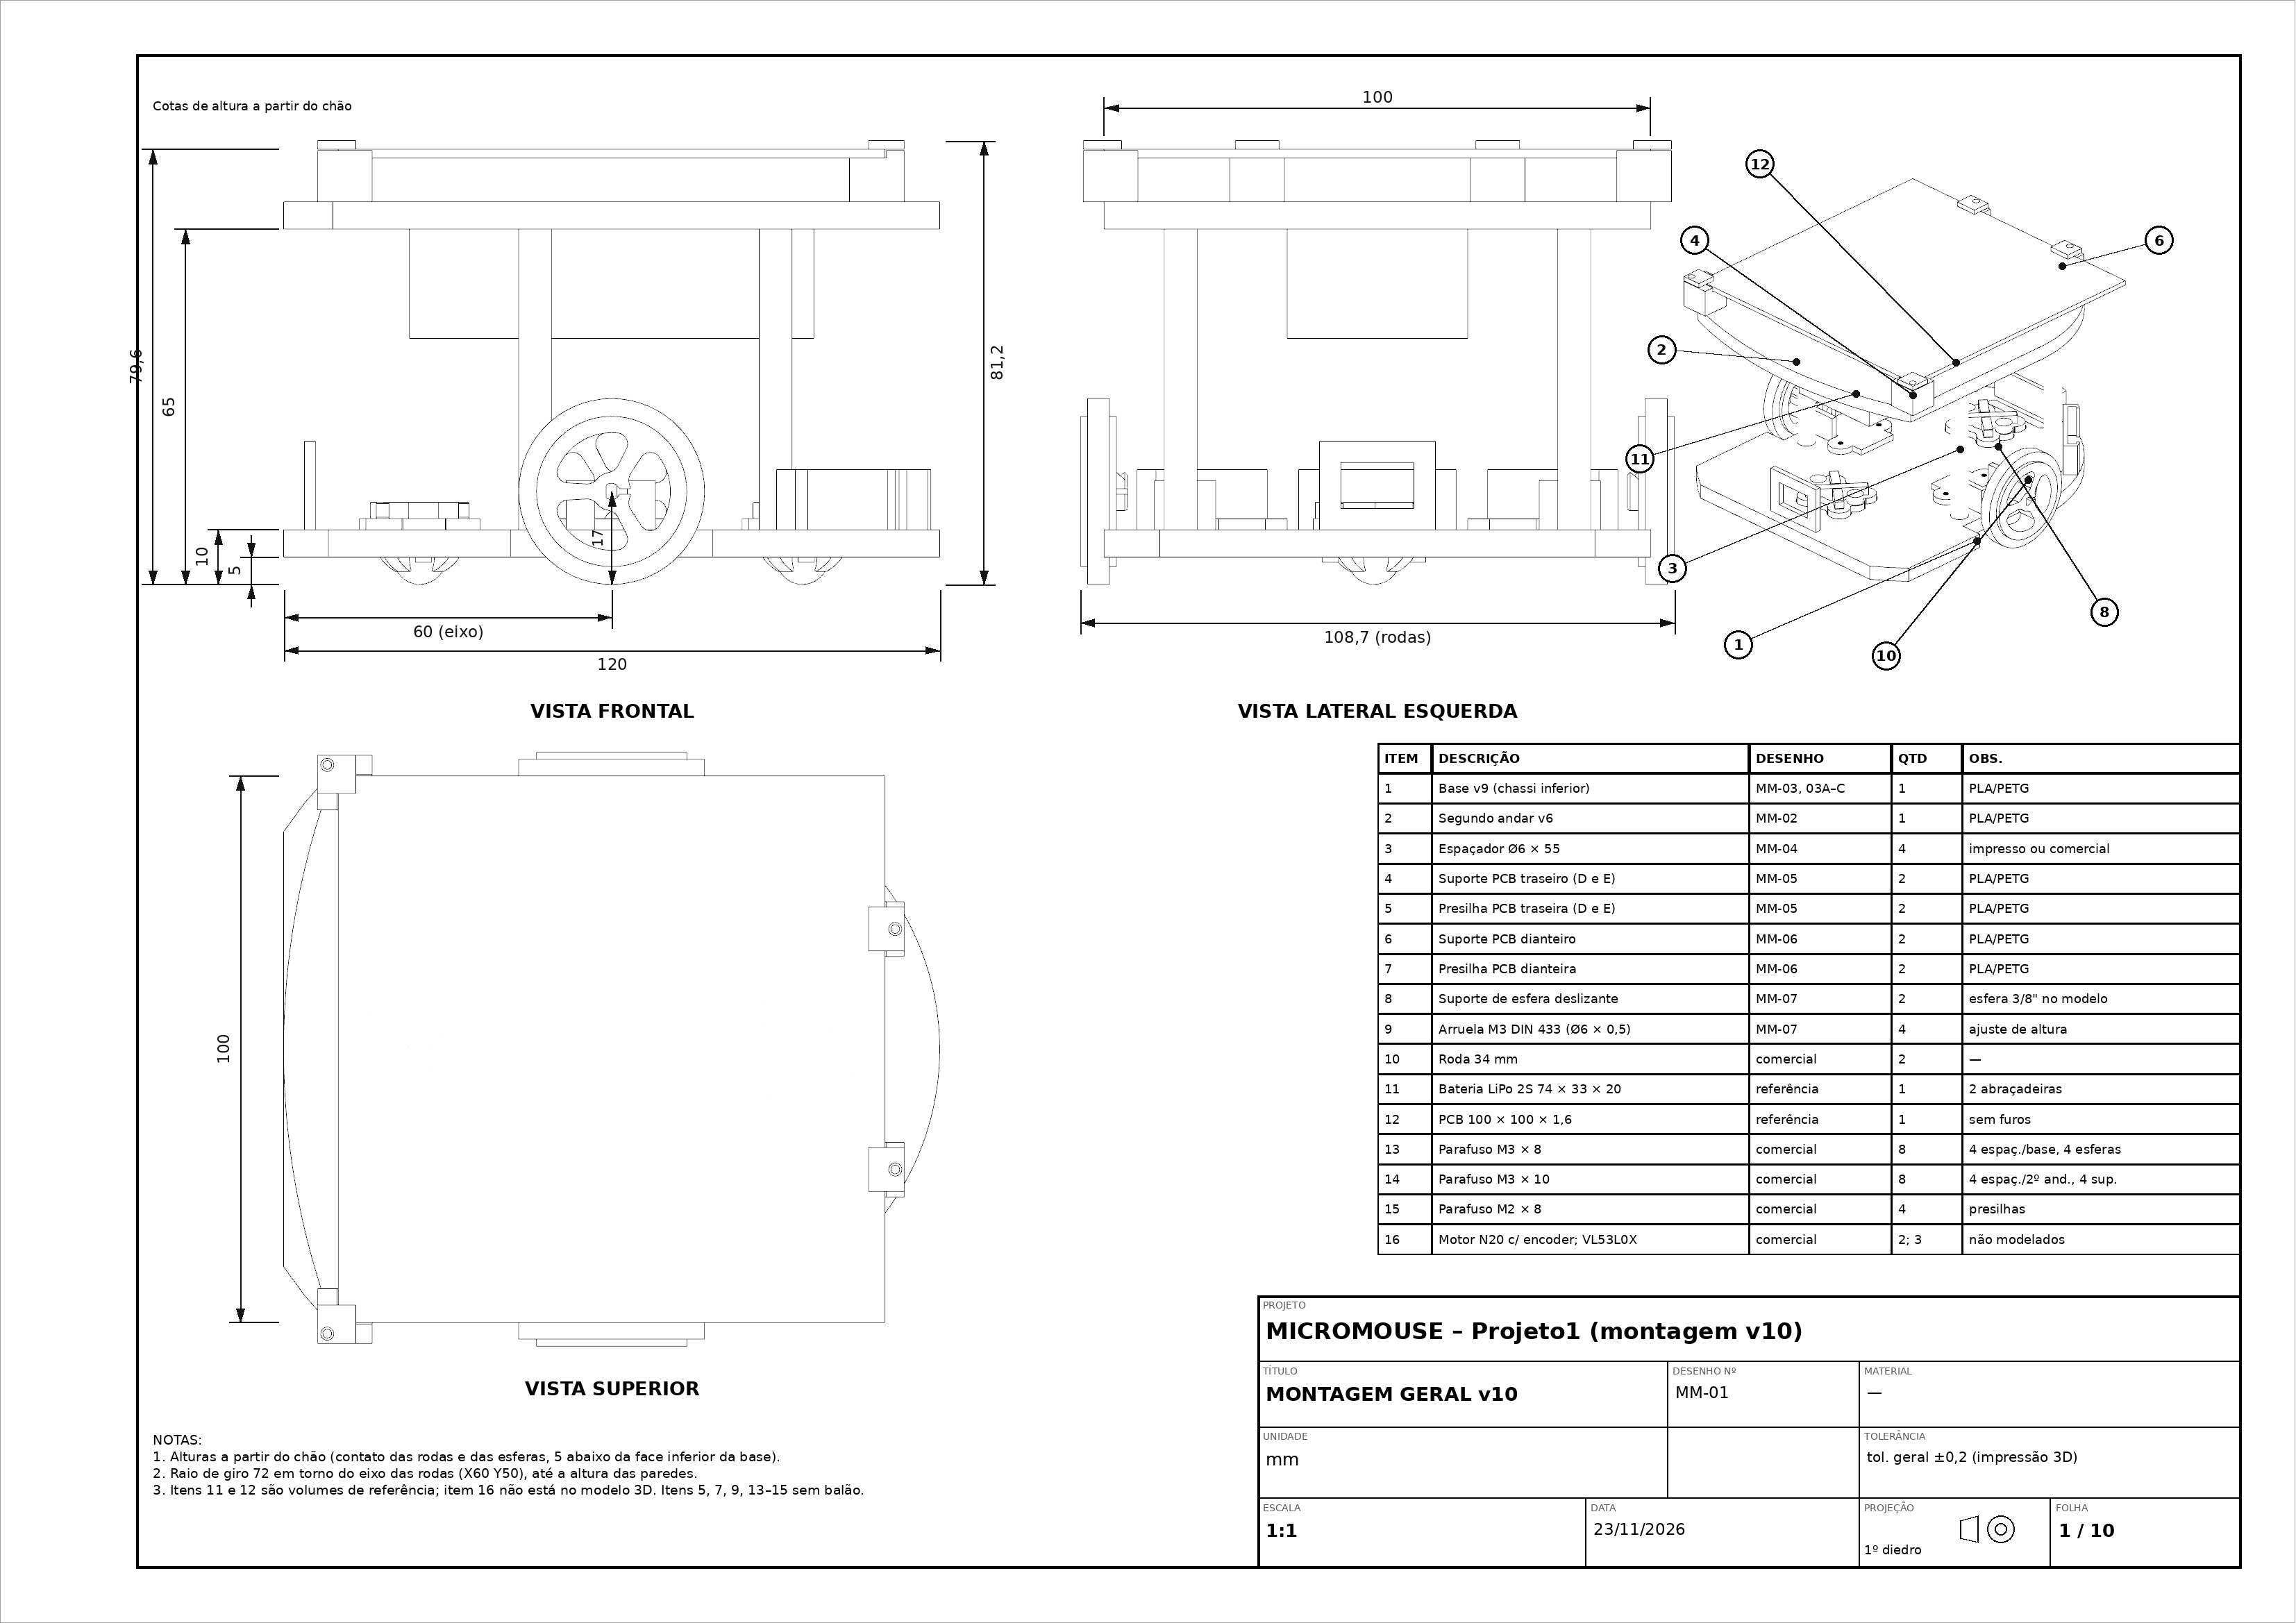 Cotas de altura a partir do chão
100
79,6
65
10
5
17
81,2
60 (eixo)
120
108,7 (rodas)
12
4
6
2
11
3
8
1
10
VISTA FRONTAL
VISTA LATERAL ESQUERDA
100
VISTA SUPERIOR
ITEM DESCRIÇÃO DESENHO QTD OBS.
1 Base v9 (chassi inferior) MM-03, 03A–C 1 PLA/PETG
2 Segundo andar v6 MM-02 1 PLA/PETG
3 Espaçador Ø6 × 55 MM-04 4 impresso ou comercial
4 Suporte PCB traseiro (D e E) MM-05 2 PLA/PETG
5 Presilha PCB traseira (D e E) MM-05 2 PLA/PETG
6 Suporte PCB dianteiro MM-06 2 PLA/PETG
7 Presilha PCB dianteira MM-06 2 PLA/PETG
8 Suporte de esfera deslizante MM-07 2 esfera 3/8" no modelo
9 Arruela M3 DIN 433 (Ø6 × 0,5) MM-07 4 ajuste de altura
10 Roda 34 mm comercial 2 —
11 Bateria LiPo 2S 74 × 33 × 20 referência 1 2 abraçadeiras
12 PCB 100 × 100 × 1,6 referência 1 sem furos
13 Parafuso M3 × 8 comercial 8 4 espaç./base, 4 esferas
14 Parafuso M3 × 10 comercial 8 4 espaç./2º and., 4 sup.
15 Parafuso M2 × 8 comercial 4 presilhas
16 Motor N20 c/ encoder; VL53L0X comercial 2; 3 não modelados
NOTAS:
1. Alturas a partir do chão (contato das rodas e das esferas, 5 abaixo da face inferior da base).
2. Raio de giro 72 em torno do eixo das rodas (X60 Y50), até a altura das paredes.
3. Itens 11 e 12 são volumes de referência; item 16 não está no modelo 3D. Itens 5, 7, 9, 13–15 sem balão.
PROJETO
MICROMOUSE – Projeto1 (montagem v10)
TÍTULO DESENHO Nº MATERIAL
MONTAGEM GERAL v10 MM-01 —
UNIDADE TOLERÂNCIA
mm tol. geral ±0,2 (impressão 3D)
ESCALA DATA PROJEÇÃO FOLHA
1:1 23/11/2026 1 / 10
1º diedro